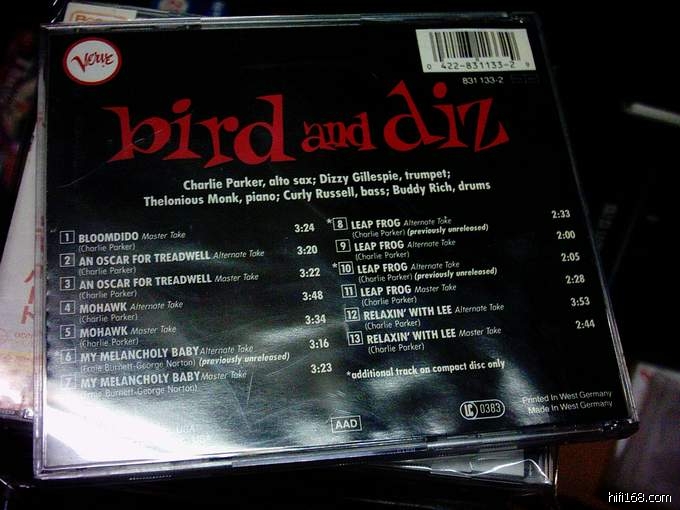 Verve
0 422-831133-2 9
831 133-2
bird and diz
Charlie Parker, alto sax; Dizzy Gillespie, trumpet;
Thelonious Monk, piano; Curly Russell, bass; Buddy Rich, drums
1 BLOOMDIDO Master Take 3:24
(Charlie Parker)
2 AN OSCAR FOR TREADWELL Alternate Take 3:20
(Charlie Parker)
3 AN OSCAR FOR TREADWELL Master Take 3:22
(Charlie Parker)
4 MOHAWK Alternate Take 3:48
(Charlie Parker)
5 MOHAWK Master Take 3:34
(Charlie Parker)
*6 MY MELANCHOLY BABY Alternate Take 3:16
(Ernie Burnett-George Norton) (previously unreleased)
7 MY MELANCHOLY BABY Master Take 3:23
(Ernie Burnett-George Norton)
*8 LEAP FROG Alternate Take 2:33
(Charlie Parker) (previously unreleased)
9 LEAP FROG Alternate Take 2:00
(Charlie Parker)
*10 LEAP FROG Alternate Take 2:05
(Charlie Parker) (previously unreleased)
11 LEAP FROG Master Take 2:28
(Charlie Parker)
12 RELAXIN' WITH LEE Alternate Take 3:53
(Charlie Parker)
13 RELAXIN' WITH LEE Master Take 2:44
(Charlie Parker)
*additional track on compact disc only
AAD
LC 0383
Printed in West Germany
Made in West Germany
hifi168.com